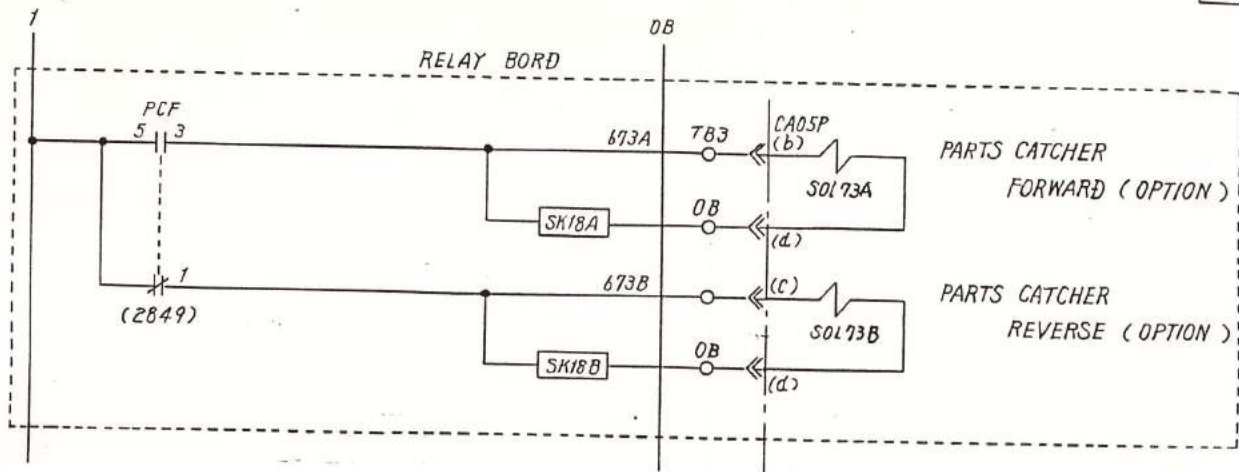 1
0B
RELAY BORD
PCF
5 3
673A TB3 CA05P
(b)
SOL73A
PARTS CATCHER
FORWARD (OPTION)
SK18A 0B
(d)
1
(2849)
673B (C)
SOL73B
PARTS CATCHER
REVERSE (OPTION)
SK18B 0B
(d)